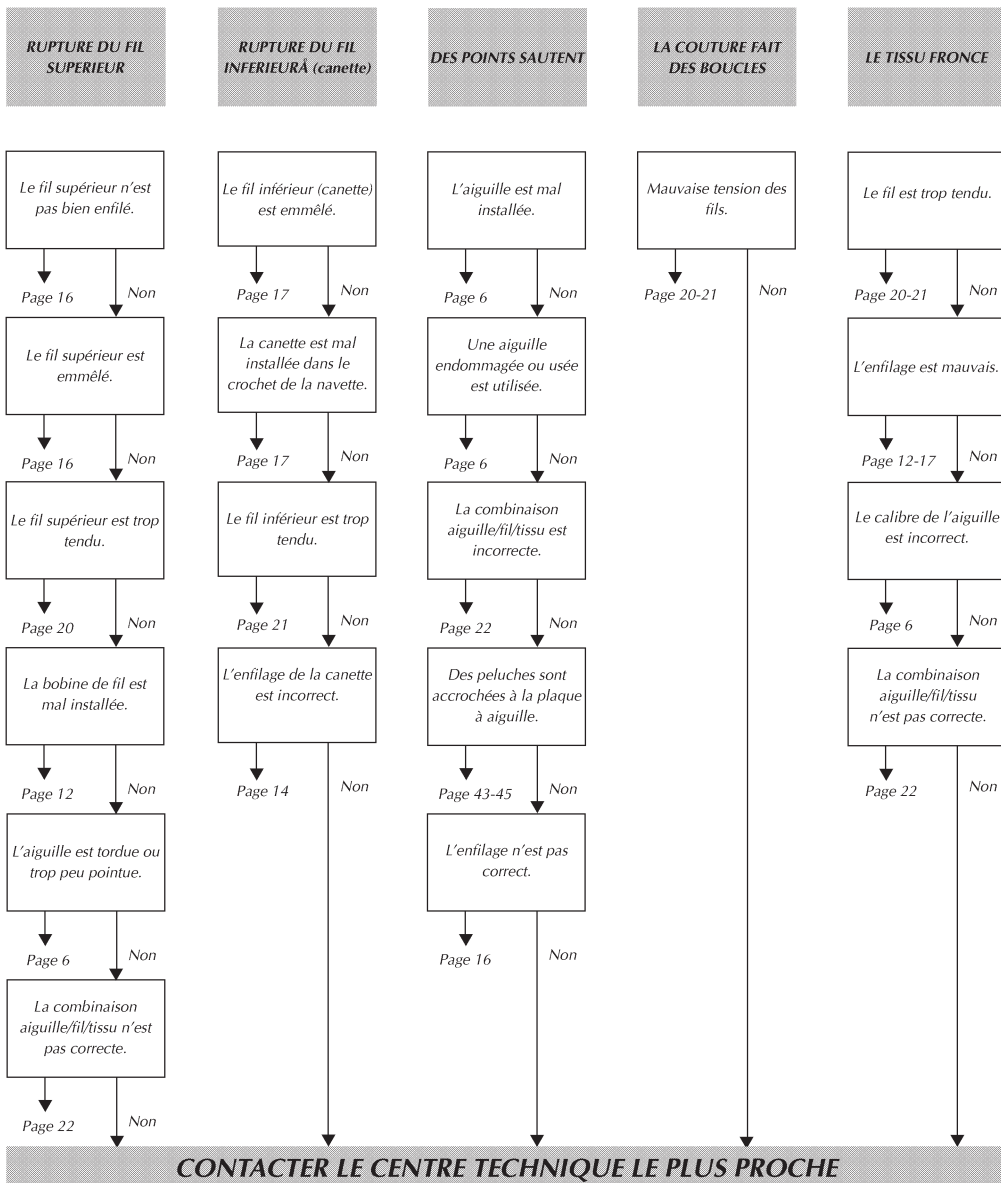 RUPTURE DU FIL
SUPERIEUR
Le fil supérieur n'est
pas bien enfilé.
Page 16
Non
Le fil supérieur est
emmêlé.
Page 16
Non
Le fil supérieur est trop
tendu.
Page 20
Non
La bobine de fil est
mal installée.
Page 12
Non
L'aiguille est tordue ou
trop peu pointue.
Page 6
Non
La combinaison
aiguille/fil/tissu n'est
pas correcte.
Page 22
Non
RUPTURE DU FIL
INFERIEURÅ (canette)
Le fil inférieur (canette)
est emmêlé.
Page 17
Non
La canette est mal
installée dans le
crochet de la navette.
Page 17
Non
Le fil inférieur est trop
tendu.
Page 21
Non
L'enfilage de la canette
est incorrect.
Page 14
Non
DES POINTS SAUTENT
L'aiguille est mal
installée.
Page 6
Non
Une aiguille
endommagée ou usée
est utilisée.
Page 6
Non
La combinaison
aiguille/fil/tissu est
incorrecte.
Page 22
Non
Des peluches sont
accrochées à la plaque
à aiguille.
Page 43-45
Non
L'enfilage n'est pas
correct.
Page 16
Non
LA COUTURE FAIT
DES BOUCLES
Mauvaise tension des
fils.
Page 20-21
Non
LE TISSU FRONCE
Le fil est trop tendu.
Page 20-21
Non
L'enfilage est mauvais.
Page 12-17
Non
Le calibre de l'aiguille
est incorrect.
Page 6
Non
La combinaison
aiguille/fil/tissu
n'est pas correcte.
Page 22
Non
CONTACTER LE CENTRE TECHNIQUE LE PLUS PROCHE